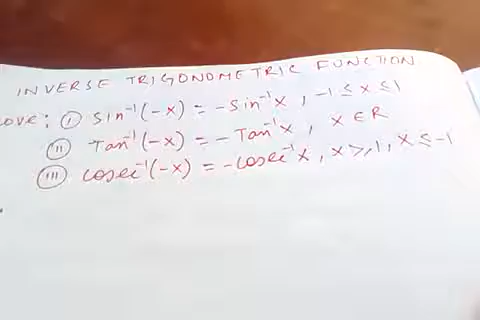 INVERSE TRIGONOMETRIC FUNCTION
ove: (i) sin⁻¹(-x) = -sin⁻¹x, -1 ≤ x ≤ 1
(ii) Tan⁻¹(-x) = -Tan⁻¹x, x ∈ R
(iii) cosec⁻¹(-x) = -cosec⁻¹x, x ≥ 1, x ≤ -1